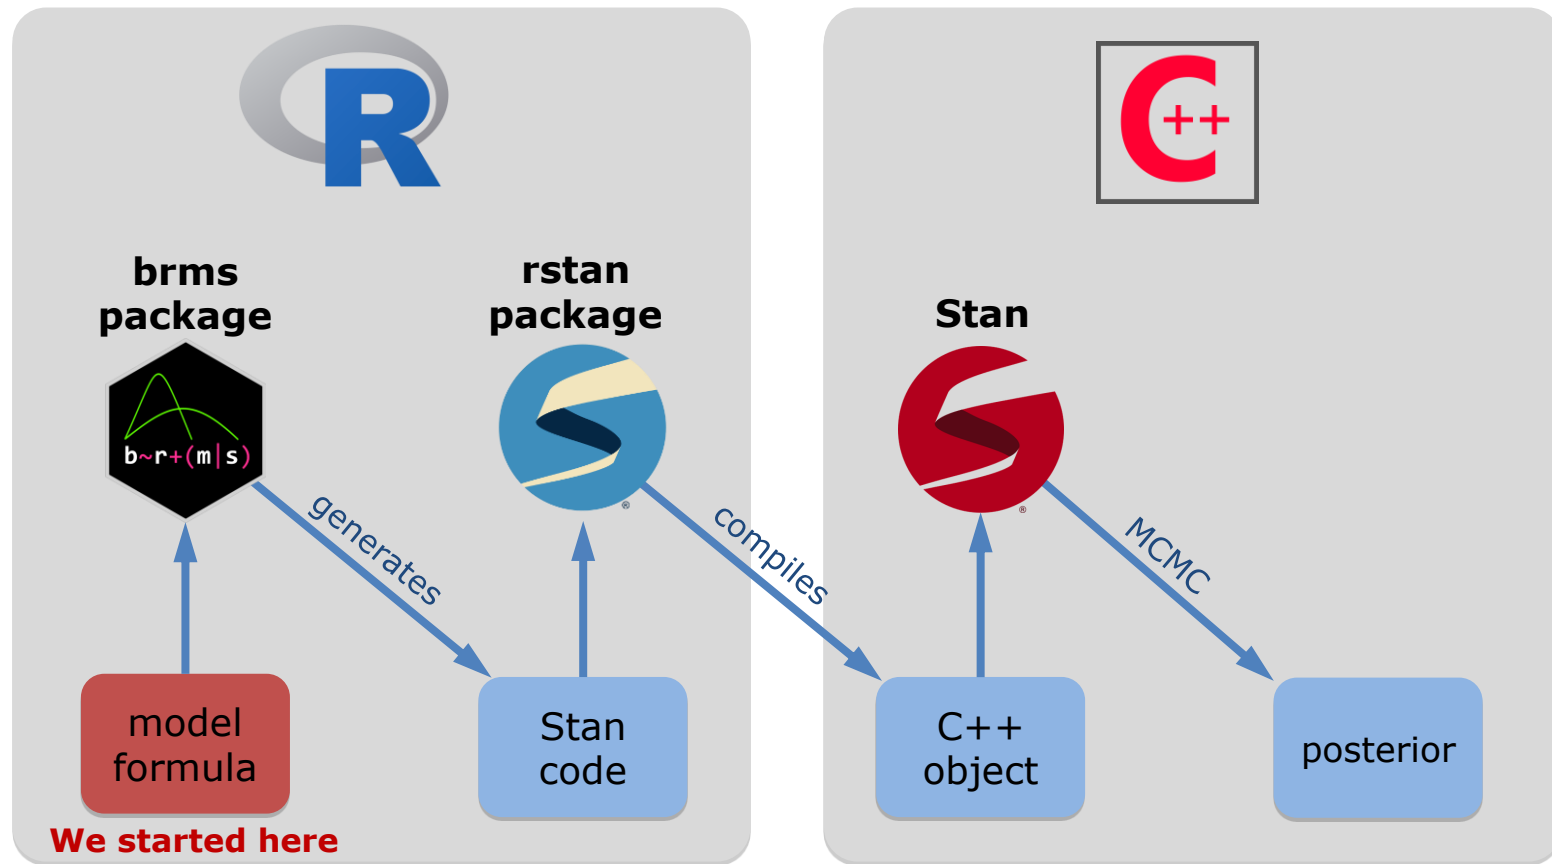 R
C++
brms
package
rstan
package
Stan
b~r+(m|s)
®
®
generates
compiles
MCMC
model
formula
Stan
code
C++
object
posterior
We started here